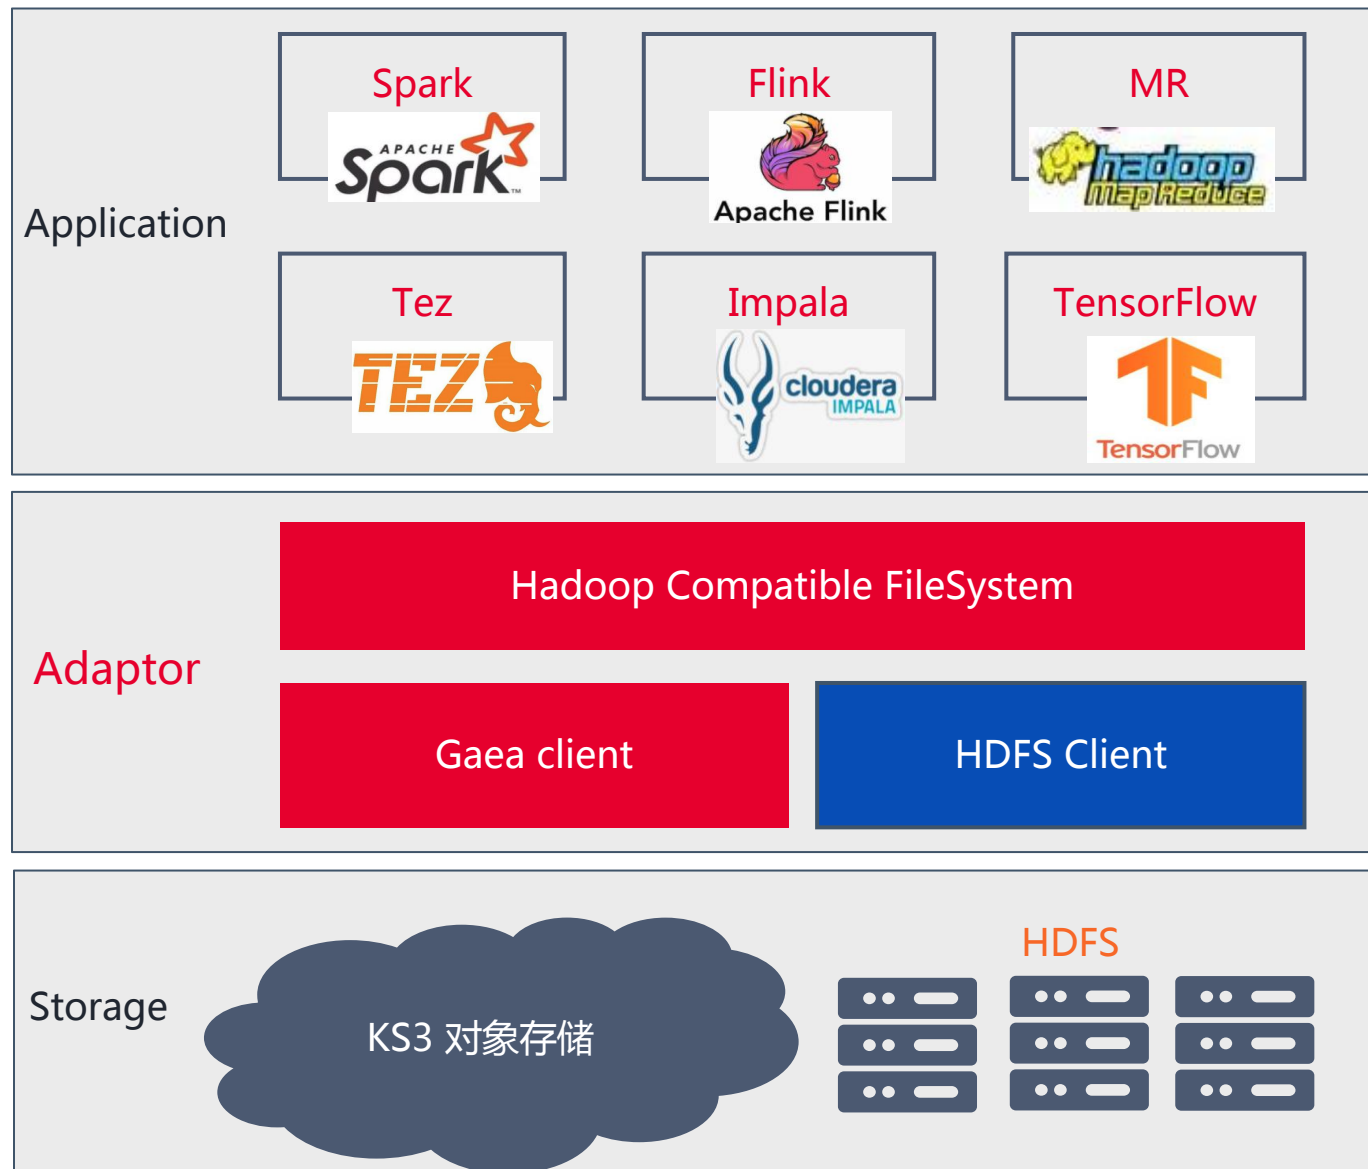 Application
Spark
APACHE
Spark™
Flink
Apache Flink
MR
hadoop
MapReduce
Tez
TEZ
Impala
cloudera
IMPALA
TensorFlow
TensorFlow
Adaptor
Hadoop Compatible FileSystem
Gaea client
HDFS Client
Storage
KS3 对象存储
HDFS